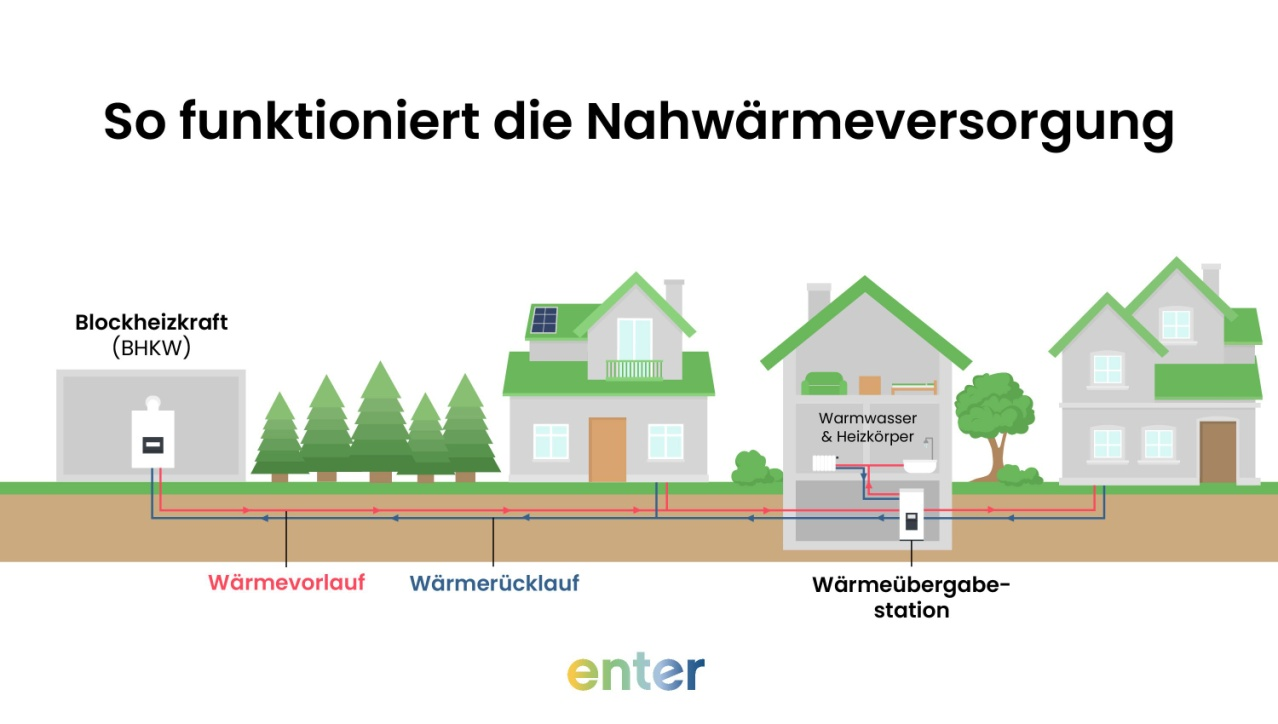 So funktioniert die Nahwärmeversorgung
Blockheizkraft
(BHKW)
Warmwasser
& Heizkörper
Wärmevorlauf
Wärmerücklauf
Wärmeübergabe-
station
enter